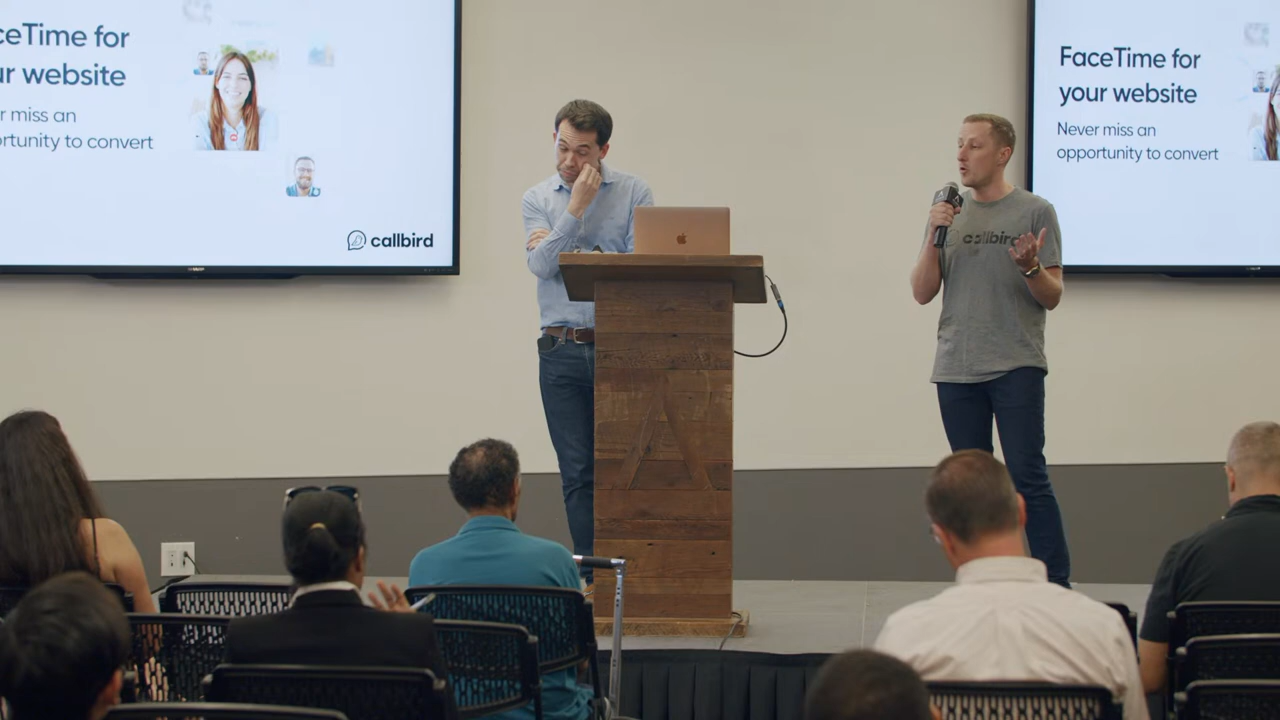 ceTime for
ur website
r miss an
ortunity to convert
callbird
FaceTime for
your website
Never miss an
opportunity to convert
callbird